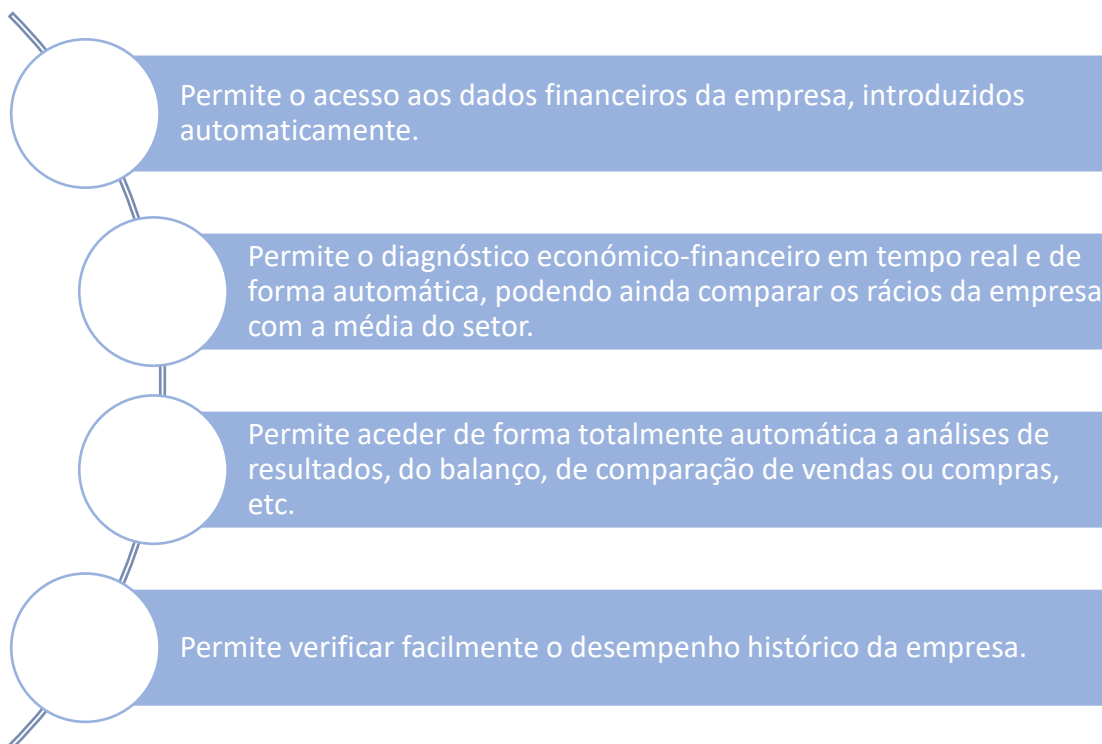 Permite o acesso aos dados financeiros da empresa, introduzidos
automaticamente.
Permite o diagnóstico económico-financeiro em tempo real e de
forma automática, podendo ainda comparar os rácios da empresa
com a média do setor.
Permite aceder de forma totalmente automática a análises de
resultados, do balanço, de comparação de vendas ou compras,
etc.
Permite verificar facilmente o desempenho histórico da empresa.